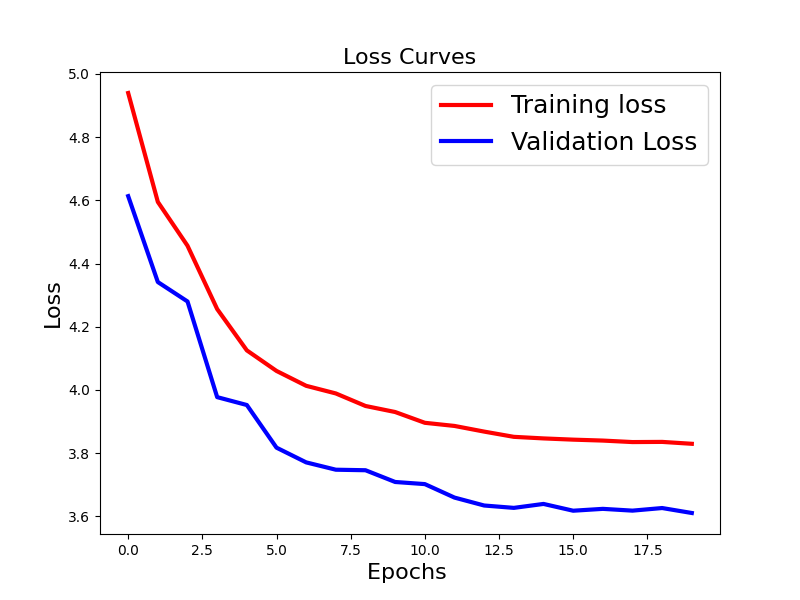 Loss Curves
Training loss
Validation Loss
5.0
4.8
4.6
4.4
4.2
4.0
3.8
3.6
Loss
0.0 2.5 5.0 7.5 10.0 12.5 15.0 17.5
Epochs